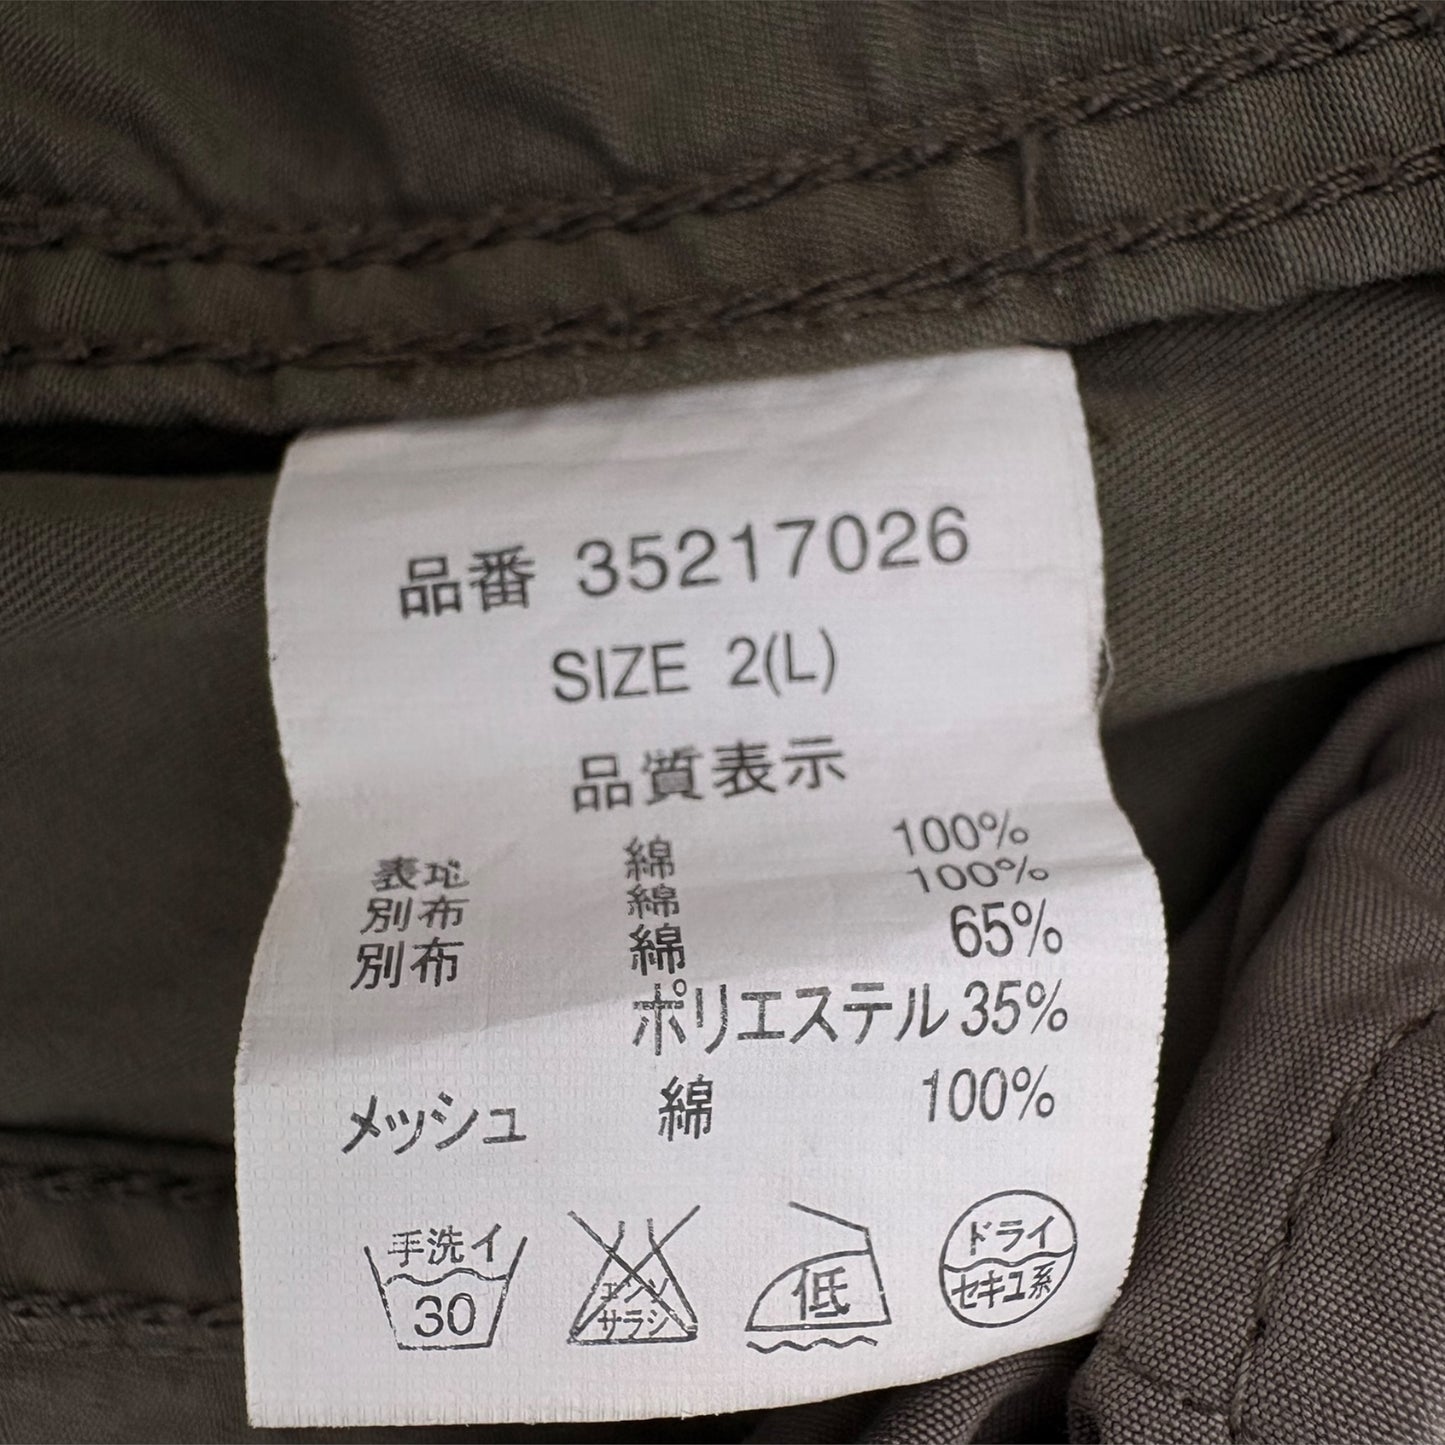 品番 35217026
SIZE 2(L)
品質表示
表地 綿 100%
別布 綿 100%
別布 綿 65%
ポリエステル 35%
メッシュ 綿 100%
手洗イ
30
エンソ
サラシ
低
ドライ
セキユ系